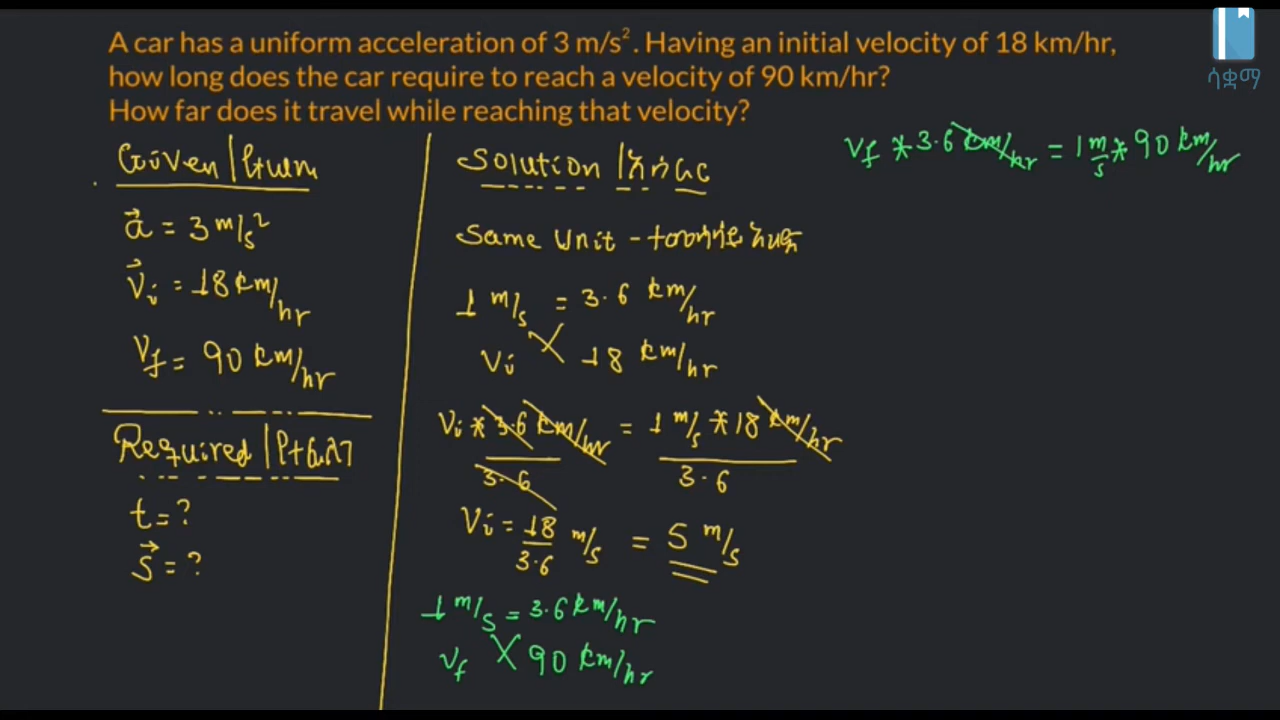 A car has a uniform acceleration of 3 m/s². Having an initial velocity of 18 km/hr,
how long does the car require to reach a velocity of 90 km/hr?
How far does it travel while reaching that velocity?
ሳቋማ
Given | የተሰጠ
a⃗ = 3 m/s²
v⃗i = 18 km/hr
Vf = 90 km/hr
Required | የተፈለገ
t = ?
S⃗ = ?
Solution | አሰራር
Same Unit - ተመሳሳይ አሀዱ
1 m/s = 3.6 km/hr
Vi 18 km/hr
Vi * 3.6 km/hr = 1 m/s * 18 km/hr
3.6 3.6
Vi = 18/3.6 m/s = 5 m/s
1 m/s = 3.6 km/hr
Vf 90 km/hr
Vf * 3.6 km/hr = 1 m/s * 90 km/hr